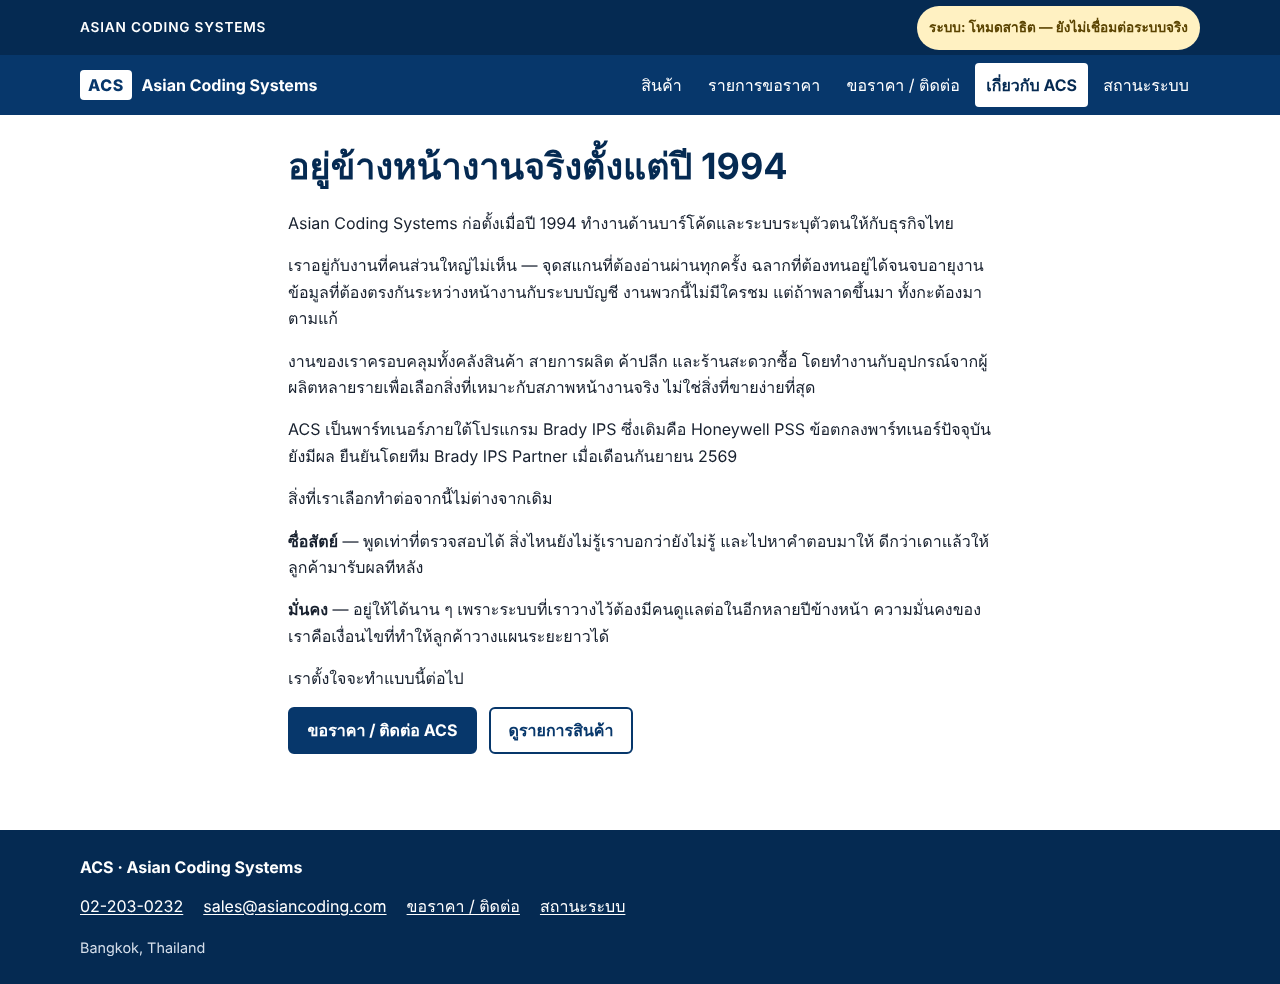 ASIAN CODING SYSTEMS
ระบบ: โหมดสาธิต — ยังไม่เชื่อมต่อระบบจริง
ACS Asian Coding Systems
สินค้า รายการขอราคา ขอราคา / ติดต่อ เกี่ยวกับ ACS สถานะระบบ
อยู่ข้างหน้างานจริงตั้งแต่ปี 1994
Asian Coding Systems ก่อตั้งเมื่อปี 1994 ทำงานด้านบาร์โค้ดและระบบระบุตัวตนให้กับธุรกิจไทย
เราอยู่กับงานที่คนส่วนใหญ่ไม่เห็น — จุดสแกนที่ต้องอ่านผ่านทุกครั้ง ฉลากที่ต้องทนอยู่ได้จนจบอายุงาน
ข้อมูลที่ต้องตรงกันระหว่างหน้างานกับระบบบัญชี งานพวกนี้ไม่มีใครชม แต่ถ้าพลาดขึ้นมา ทั้งกะต้องมา
ตามแก้
งานของเราครอบคลุมทั้งคลังสินค้า สายการผลิต ค้าปลีก และร้านสะดวกซื้อ โดยทำงานกับอุปกรณ์จากผู้
ผลิตหลายรายเพื่อเลือกสิ่งที่เหมาะกับสภาพหน้างานจริง ไม่ใช่สิ่งที่ขายง่ายที่สุด
ACS เป็นพาร์ทเนอร์ภายใต้โปรแกรม Brady IPS ซึ่งเดิมคือ Honeywell PSS ข้อตกลงพาร์ทเนอร์ปัจจุบัน
ยังมีผล ยืนยันโดยทีม Brady IPS Partner เมื่อเดือนกันยายน 2569
สิ่งที่เราเลือกทำต่อจากนี้ไม่ต่างจากเดิม
ซื่อสัตย์ — พูดเท่าที่ตรวจสอบได้ สิ่งไหนยังไม่รู้เราบอกว่ายังไม่รู้ และไปหาคำตอบมาให้ ดีกว่าเดาแล้วให้
ลูกค้ามารับผลทีหลัง
มั่นคง — อยู่ให้ได้นาน ๆ เพราะระบบที่เราวางไว้ต้องมีคนดูแลต่อในอีกหลายปีข้างหน้า ความมั่นคงของ
เราคือเงื่อนไขที่ทำให้ลูกค้าวางแผนระยะยาวได้
เราตั้งใจจะทำแบบนี้ต่อไป
ขอราคา / ติดต่อ ACS ดูรายการสินค้า
ACS · Asian Coding Systems
02-203-0232 sales@asiancoding.com ขอราคา / ติดต่อ สถานะระบบ
Bangkok, Thailand